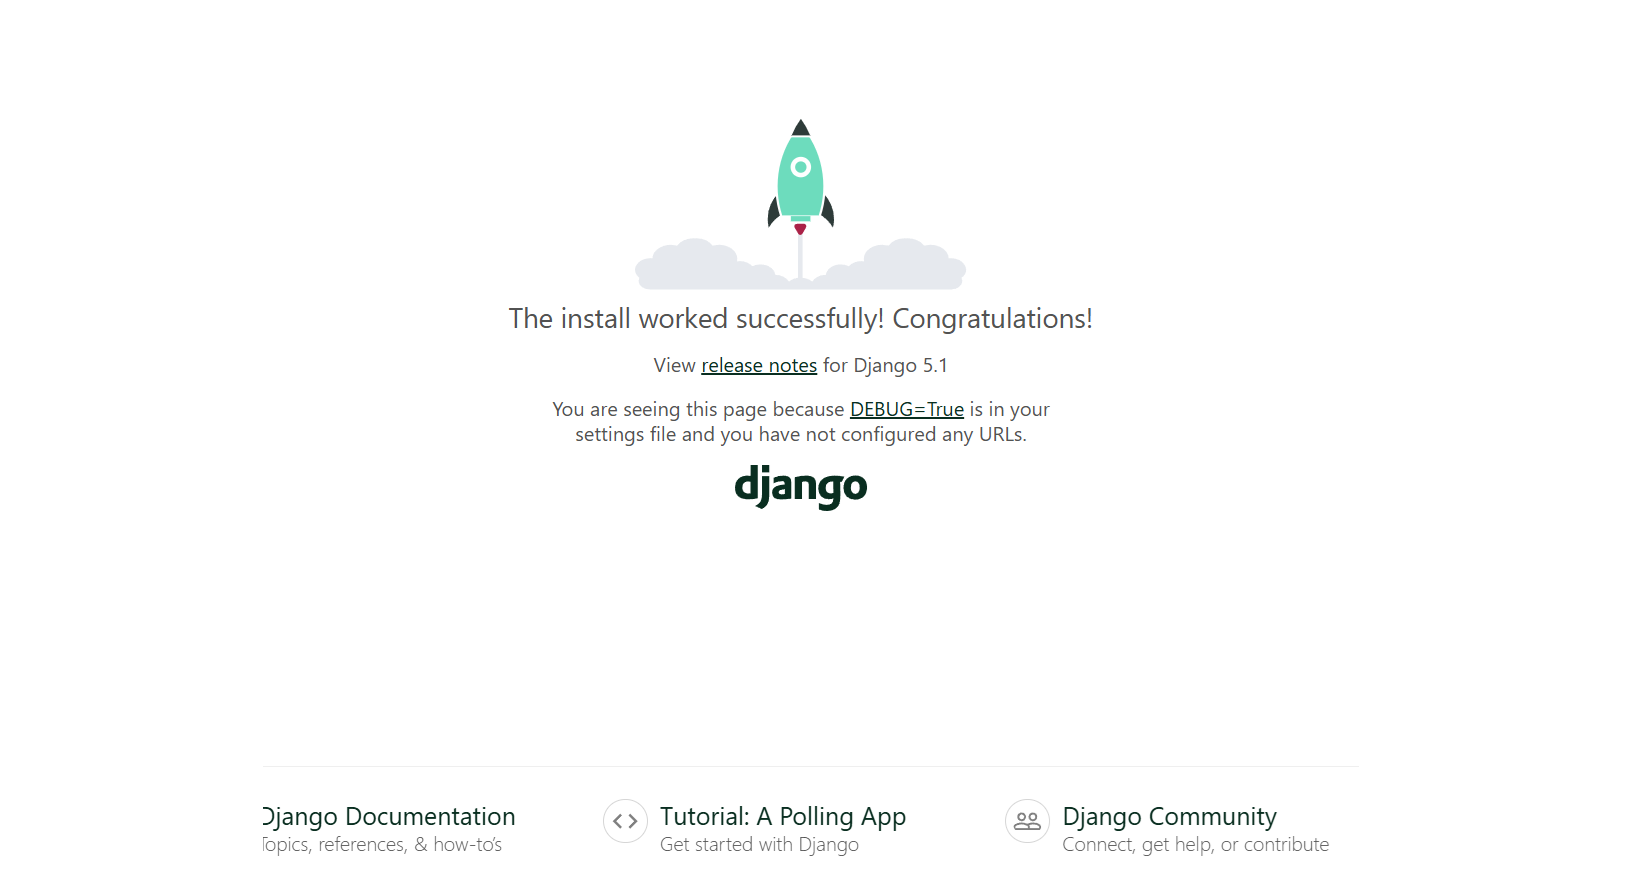 The install worked successfully! Congratulations!
View release notes for Django 5.1
You are seeing this page because DEBUG=True is in your
settings file and you have not configured any URLs.
django
Django Documentation
Topics, references, & how-to’s
Tutorial: A Polling App
Get started with Django
Django Community
Connect, get help, or contribute